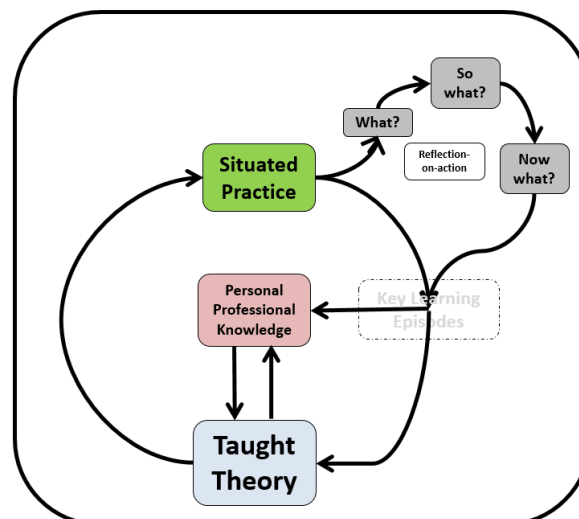 So
what?
What?
Reflection-
on-action
Now
what?
Situated
Practice
Personal
Professional
Knowledge
Key Learning
Episodes
Taught
Theory